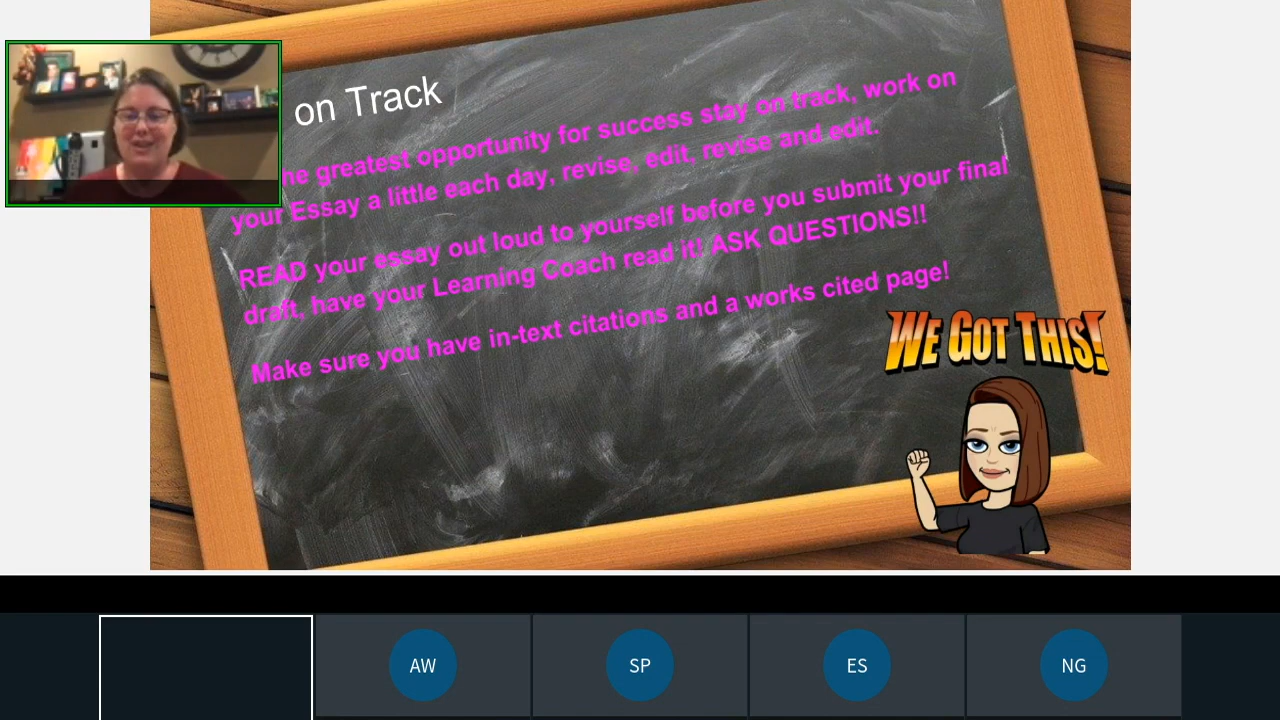 on Track
he greatest opportunity for success stay on track, work on
your Essay a little each day, revise, edit, revise and edit.
READ your essay out loud to yourself before you submit your final
draft, have your Learning Coach read it! ASK QUESTIONS!!
Make sure you have in-text citations and a works cited page!
WE GOT THIS!
AW
SP
ES
NG